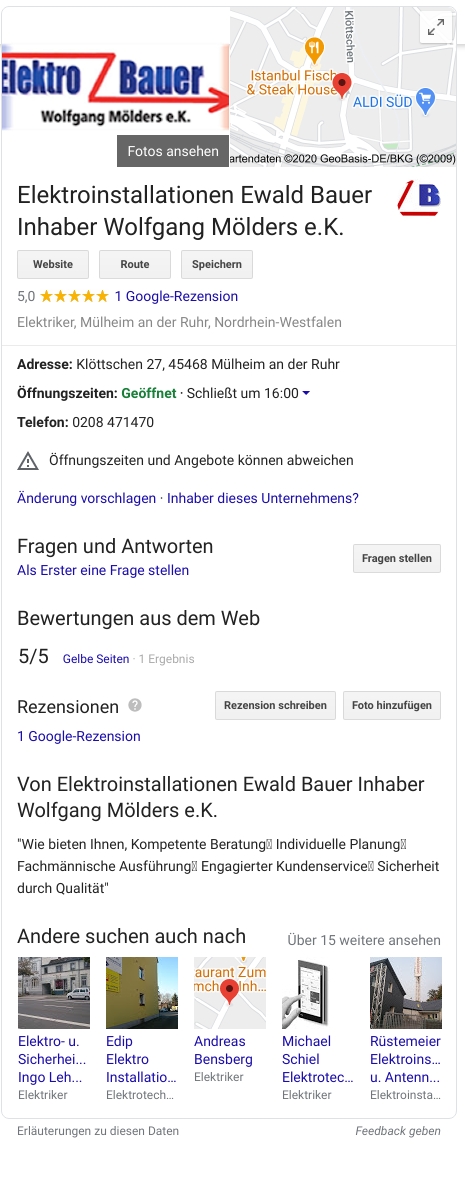 Elektro Bauer
Wolfgang Mölders e.K.
Fotos ansehen
Klöttschen
Istanbul Fisch
& Steak House
ALDI SÜD
artendaten ©2020 GeoBasis-DE/BKG (©2009)
Elektroinstallationen Ewald Bauer
Inhaber Wolfgang Mölders e.K.
B
Website
Route
Speichern
5,0 ★★★★★ 1 Google-Rezension
Elektriker, Mülheim an der Ruhr, Nordrhein-Westfalen
Adresse: Klöttschen 27, 45468 Mülheim an der Ruhr
Öffnungszeiten: Geöffnet · Schließt um 16:00
Telefon: 0208 471470
Öffnungszeiten und Angebote können abweichen
Änderung vorschlagen · Inhaber dieses Unternehmens?
Fragen und Antworten
Fragen stellen
Als Erster eine Frage stellen
Bewertungen aus dem Web
5/5 Gelbe Seiten · 1 Ergebnis
Rezensionen ?
Rezension schreiben
Foto hinzufügen
1 Google-Rezension
Von Elektroinstallationen Ewald Bauer Inhaber
Wolfgang Mölders e.K.
"Wie bieten Ihnen, Kompetente Beratung Individuelle Planung
Fachmännische Ausführung Engagierter Kundenservice Sicherheit
durch Qualität"
Andere suchen auch nach
Über 15 weitere ansehen
aurant Zum
Elektro- u.
Sicherhei...
Ingo Leh...
Elektriker
Edip
Elektro
Installatio...
Elektrotech...
Andreas
Bensberg
Elektriker
Michael
Schiel
Elektrotec...
Elektriker
Rüstemeier
Elektroins...
u. Antenn...
Elektroinsta...
Erläuterungen zu diesen Daten
Feedback geben